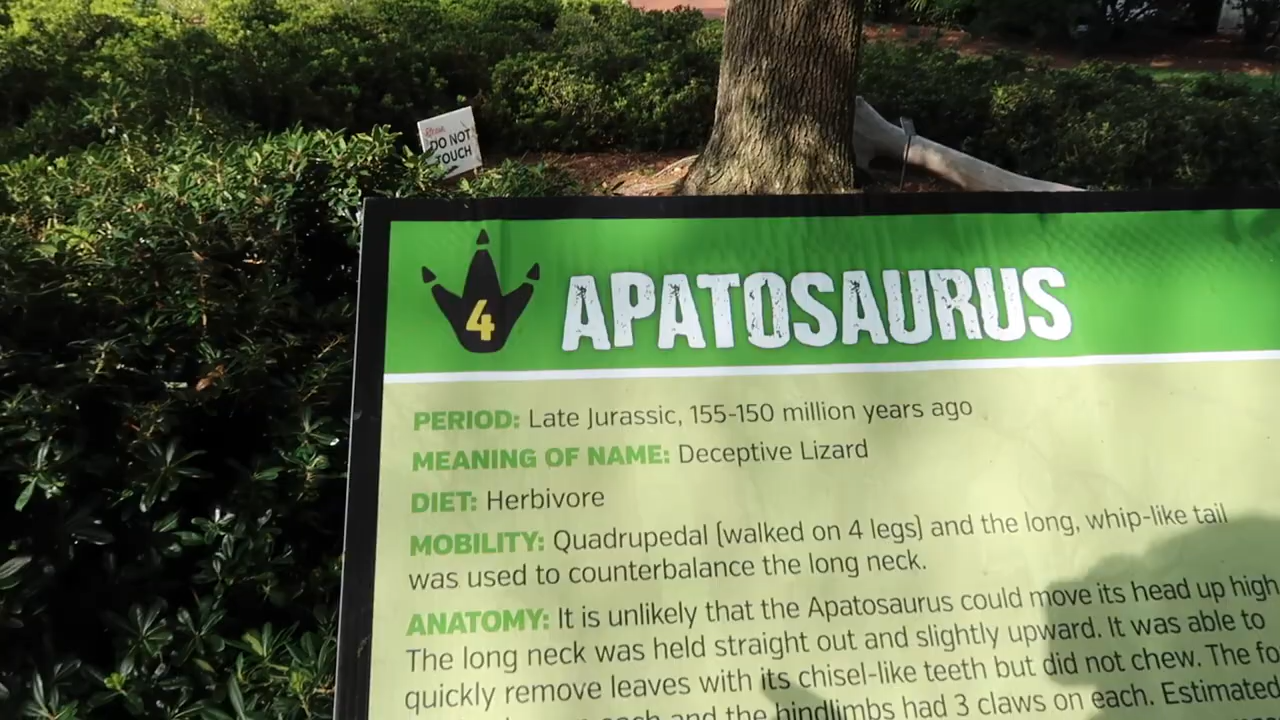 Please
DO NOT
TOUCH
4
APATOSAURUS
PERIOD: Late Jurassic, 155-150 million years ago
MEANING OF NAME: Deceptive Lizard
DIET: Herbivore
MOBILITY: Quadrupedal (walked on 4 legs) and the long, whip-like tail
was used to counterbalance the long neck.
ANATOMY: It is unlikely that the Apatosaurus could move its head up high
The long neck was held straight out and slightly upward. It was able to
quickly remove leaves with its chisel-like teeth but did not chew. The
each and the hindlimbs had 3 claws on each. Estimated